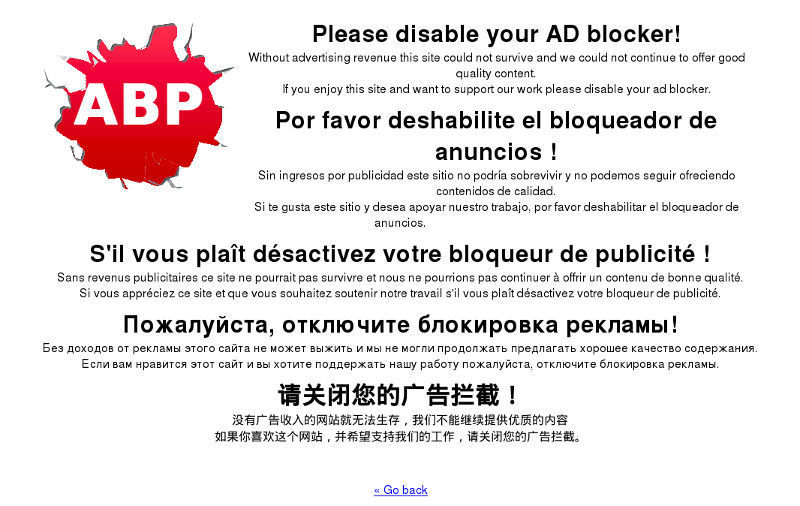 ABP
Please disable your AD blocker!
Without advertising revenue this site could not survive and we could not continue to offer good
quality content.
If you enjoy this site and want to support our work please disable your ad blocker.
Por favor deshabilite el bloqueador de
anuncios !
Sin ingresos por publicidad este sitio no podría sobrevivir y no podemos seguir ofreciendo
contenidos de calidad.
Si te gusta este sitio y desea apoyar nuestro trabajo, por favor deshabilitar el bloqueador de
anuncios.
S'il vous plaît désactivez votre bloqueur de publicité !
Sans revenus publicitaires ce site ne pourrait pas survivre et nous ne pourrions pas continuer à offrir un contenu de bonne qualité.
Si vous appréciez ce site et que vous souhaitez soutenir notre travail s'il vous plaît désactivez votre bloqueur de publicité.
Пожалуйста, отключите блокировка рекламы!
Без доходов от рекламы этого сайта не может выжить и мы не могли продолжать предлагать хорошее качество содержания.
Если вам нравится этот сайт и вы хотите поддержать нашу работу пожалуйста, отключите блокировка рекламы.
请关闭您的广告拦截！
没有广告收入的网站就无法生存，我们不能继续提供优质的内容
如果你喜欢这个网站，并希望支持我们的工作，请关闭您的广告拦截。
« Go back